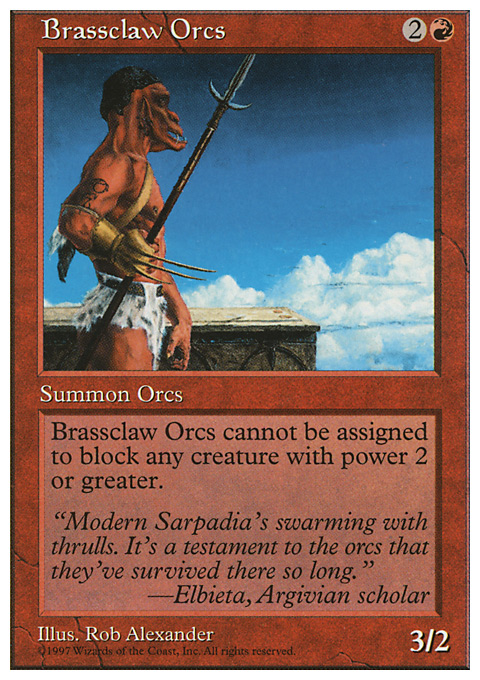 Brassclaw Orcs 2
Summon Orcs
Brassclaw Orcs cannot be assigned
to block any creature with power 2
or greater.
“Modern Sarpadia’s swarming with
thrulls. It’s a testament to the orcs that
they’ve survived there so long.”
—Elbieta, Argivian scholar
Illus. Rob Alexander
3/2
©1997 Wizards of the Coast, Inc. All rights reserved.